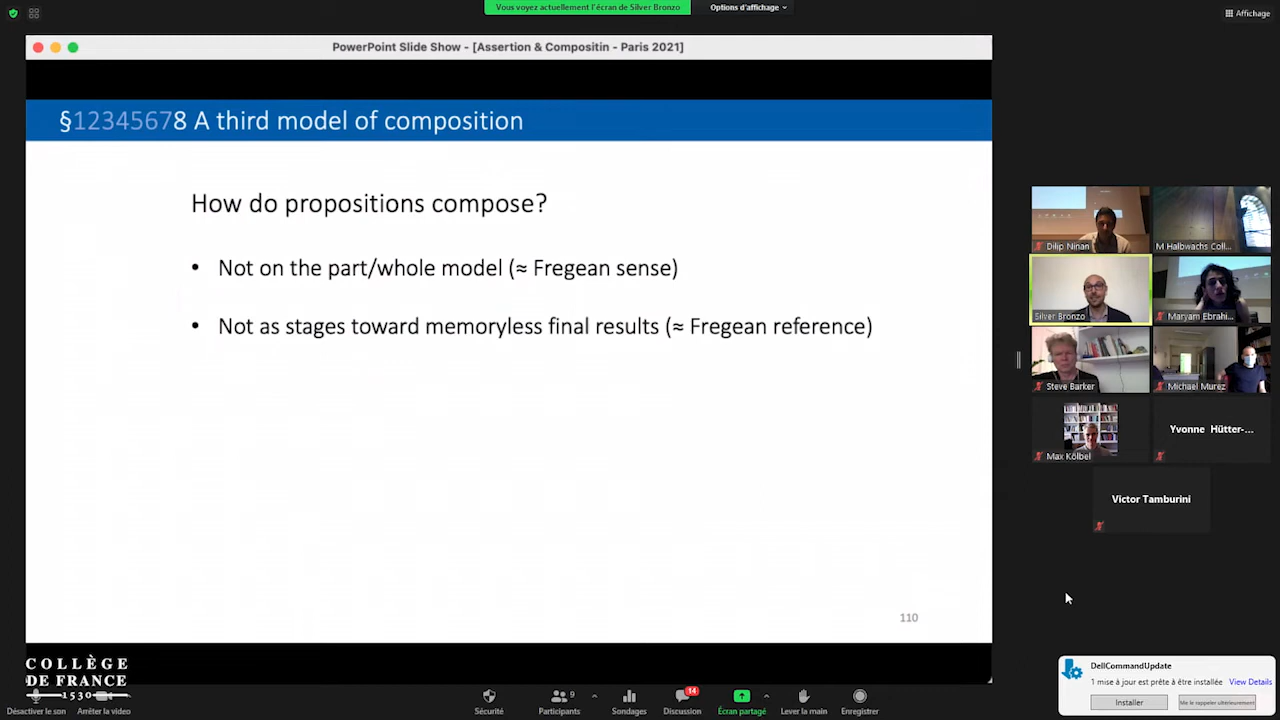 Vous voyez actuellement l'écran de Silver Bronzo
Options d'affichage
Affichage
PowerPoint Slide Show - [Assertion & Compositin - Paris 2021]
§12345678 A third model of composition
How do propositions compose?
• Not on the part/whole model (≈ Fregean sense)
• Not as stages toward memoryless final results (≈ Fregean reference)
110
Dilip Ninan
M Halbwachs Coll...
Silver Bronzo
Maryam Ebrahi...
Steve Barker
Michael Murez
Max Kölbel
Yvonne Hütter-...
Victor Tamburini
COLLÈGE
DE FRANCE
1530
DellCommandUpdate
1 mise à jour est prête à être installée
View Details
Installer
Me le rappeler ultérieurement
Désactiver le son
Arrêter la video
Sécurité
9
Participants
Sondages
14
Discussion
Écran partagé
Lever la main
Enregistrer